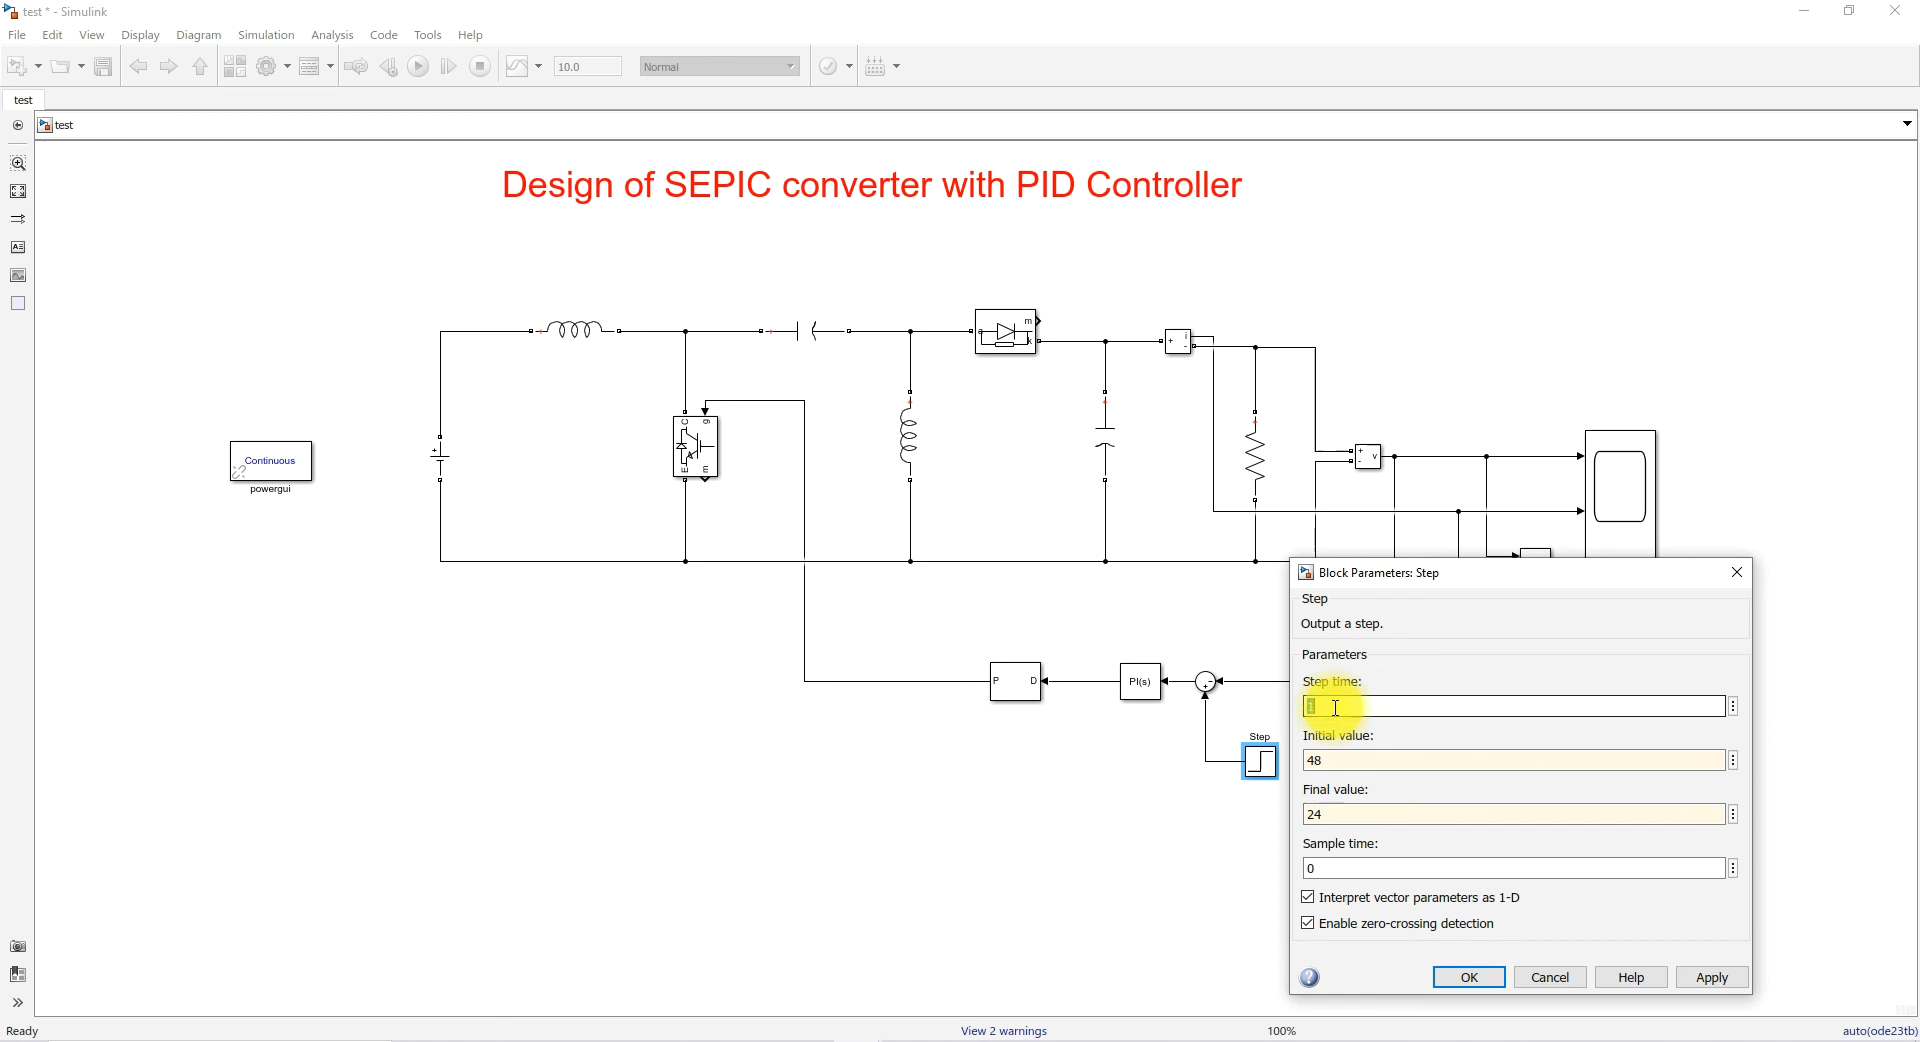 test * - Simulink
File Edit View Display Diagram Simulation Analysis Code Tools Help
10.0 Normal
test
test
Design of SEPIC converter with PID Controller
m
a
k
i
+
-
C
g
E
m
+
Continuous
powergui
+
-
v
P D
PI(s)
-
+
Step
Block Parameters: Step
Step
Output a step.
Parameters
Step time:
1
Initial value:
48
Final value:
24
Sample time:
0
Interpret vector parameters as 1-D
Enable zero-crossing detection
? OK Cancel Help Apply
Ready View 2 warnings 100% auto(ode23tb)